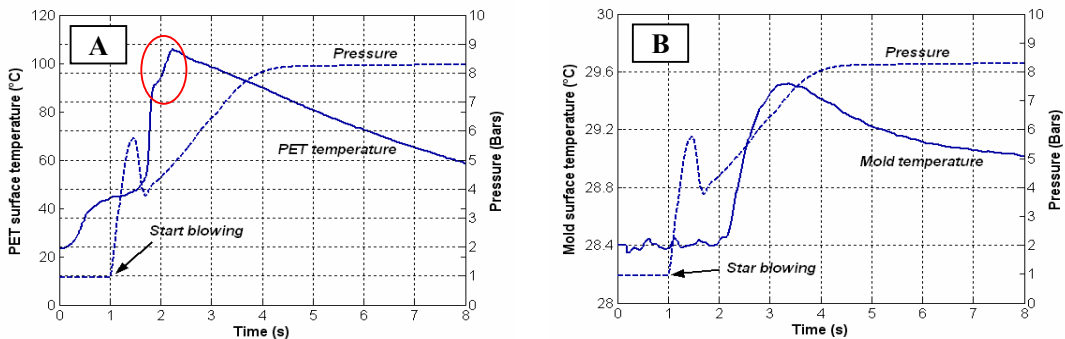 A
120
100
80
60
40
20
0
PET surface temperature (°C)
10
9
8
7
6
5
4
3
2
1
0
Pressure (Bars)
Pressure
PET temperature
Start blowing
0 1 2 3 4 5 6 7 8
Time (s)
B
30
29.6
29.2
28.8
28.4
28
Mold surface temperature (°C)
10
9
8
7
6
5
4
3
2
1
0
Pressure (Bars)
Pressure
Mold temperature
Star blowing
0 1 2 3 4 5 6 7 8
Time (s)